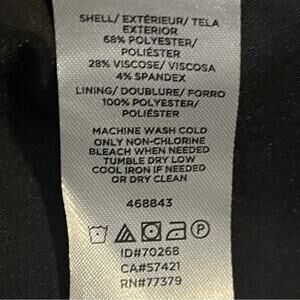 SHELL/ EXTÉRIEUR/ TELA
EXTERIOR
68% POLYESTER/
POLIÉSTER
28% VISCOSE/ VISCOSA
4% SPANDEX
LINING/ DOUBLURE/ FORRO
100% POLYESTER/
POLIÉSTER
MACHINE WASH COLD
ONLY NON-CHLORINE
BLEACH WHEN NEEDED
TUMBLE DRY LOW
COOL IRON IF NEEDED
OR DRY CLEAN
468843
ID#70268
CA#57421
RN#77379